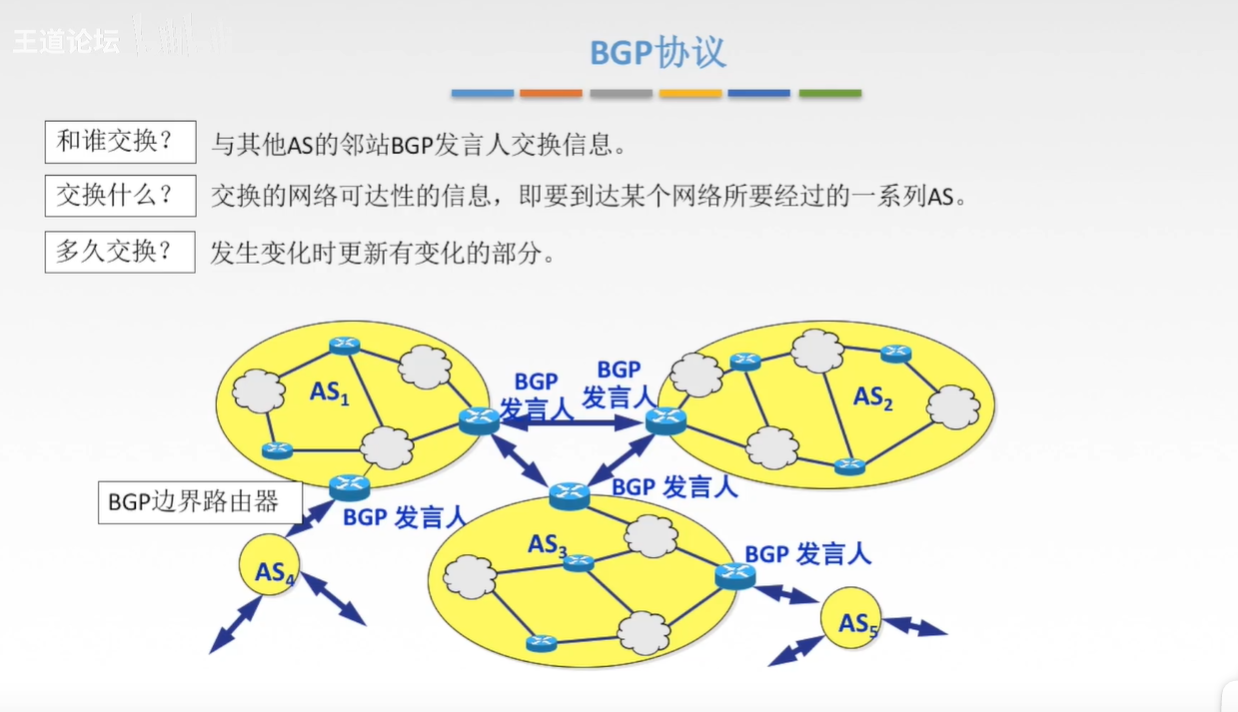 王道论坛
BGP协议
和谁交换？ 与其他AS的邻站BGP发言人交换信息。
交换什么？ 交换的网络可达性的信息，即要到达某个网络所要经过的一系列AS。
多久交换？ 发生变化时更新有变化的部分。
BGP
发言人
BGP
发言人
AS₁
AS₂
BGP 发言人
BGP边界路由器
BGP 发言人
AS₃
BGP 发言人
AS₄
AS₅